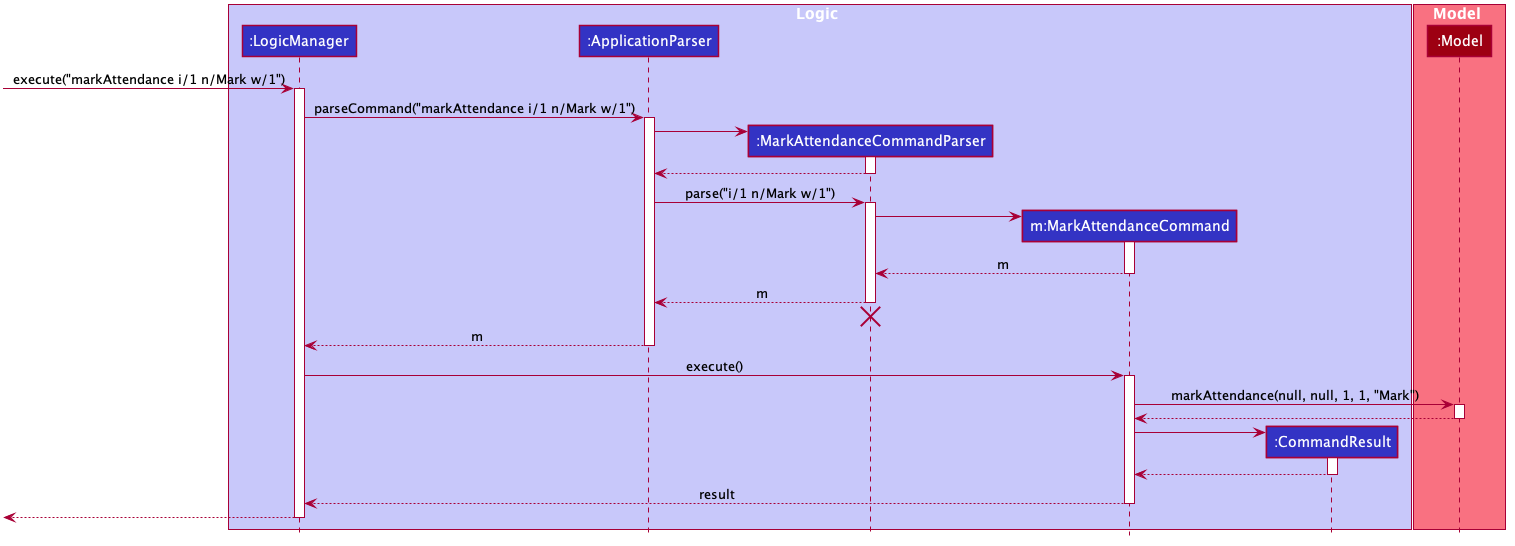 Logic
Model
:LogicManager
:ApplicationParser
:Model
execute("markAttendance i/1 n/Mark w/1")
parseCommand("markAttendance i/1 n/Mark w/1")
:MarkAttendanceCommandParser
parse("i/1 n/Mark w/1")
m:MarkAttendanceCommand
m
m
m
execute()
markAttendance(null, null, 1, 1, "Mark")
:CommandResult
result